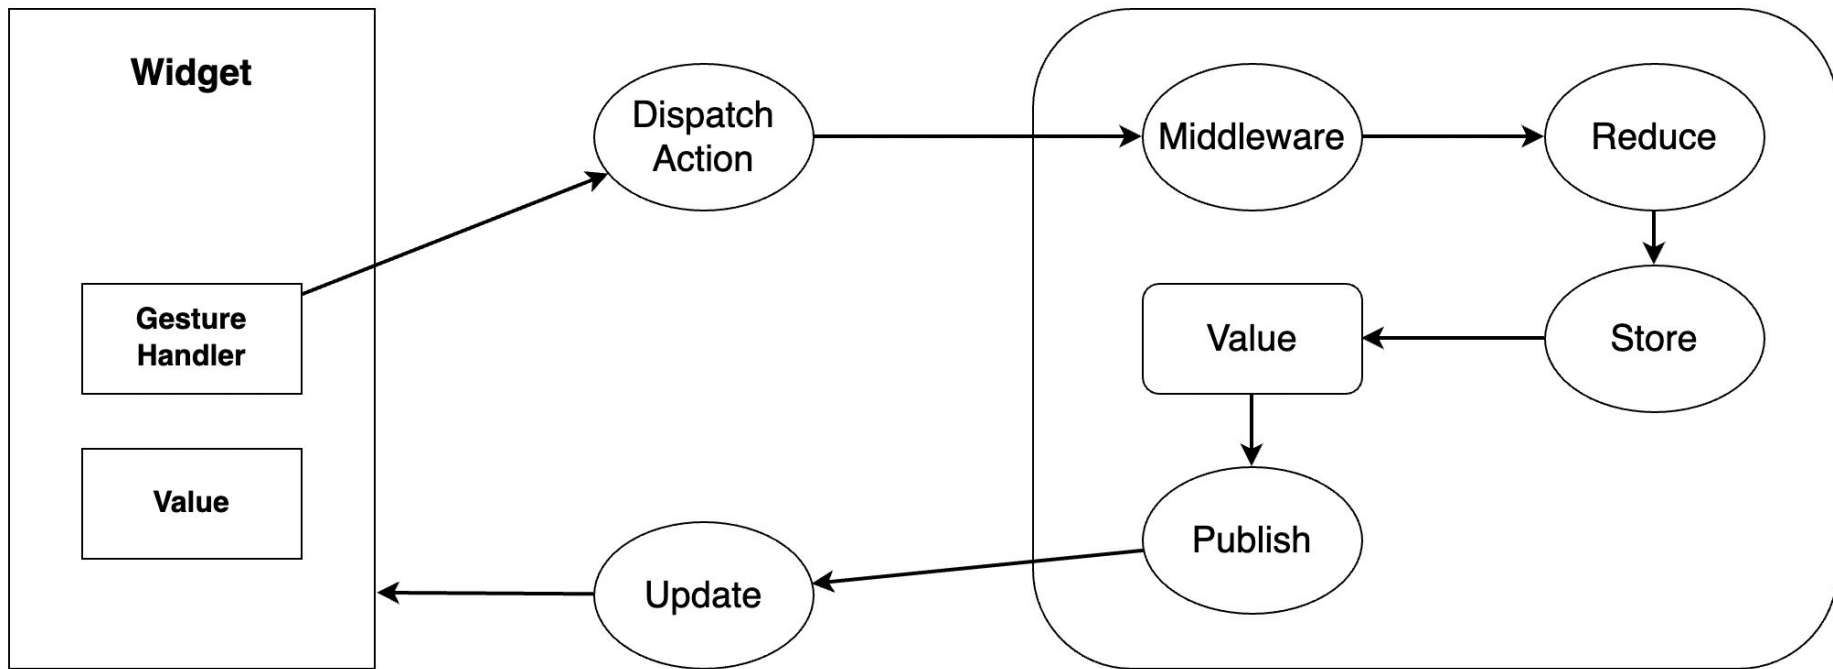 Widget
Dispatch
Action
Middleware
Reduce
Gesture
Handler
Value
Store
Value
Publish
Update